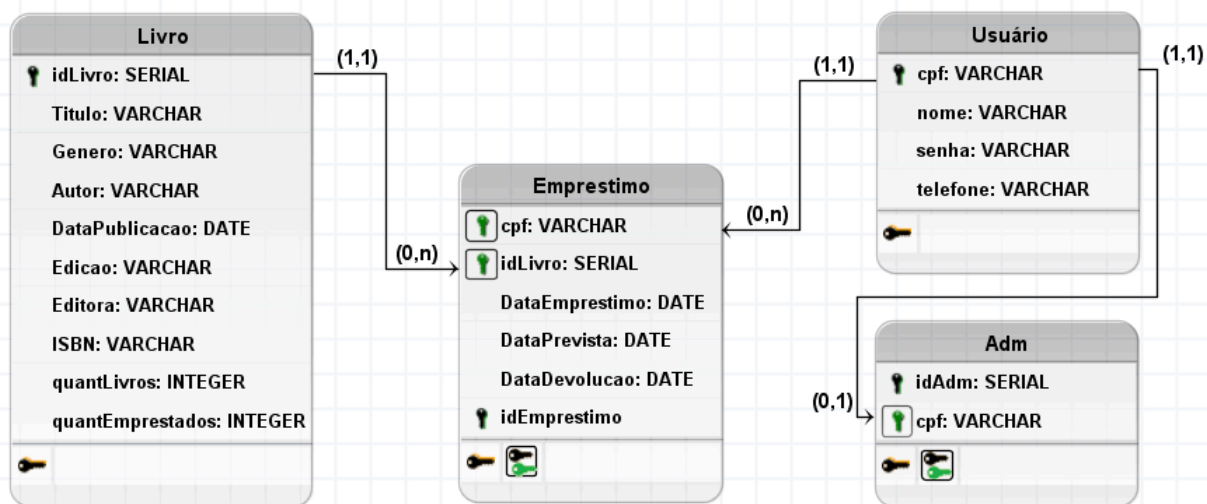 Livro
idLivro: SERIAL
Titulo: VARCHAR
Genero: VARCHAR
Autor: VARCHAR
DataPublicacao: DATE
Edicao: VARCHAR
Editora: VARCHAR
ISBN: VARCHAR
quantLivros: INTEGER
quantEmprestados: INTEGER
(1,1)
(0,n)
Emprestimo
cpf: VARCHAR
idLivro: SERIAL
DataEmprestimo: DATE
DataPrevista: DATE
DataDevolucao: DATE
idEmprestimo
(1,1)
(0,n)
Usuário
cpf: VARCHAR
nome: VARCHAR
senha: VARCHAR
telefone: VARCHAR
(1,1)
(0,1)
Adm
idAdm: SERIAL
cpf: VARCHAR